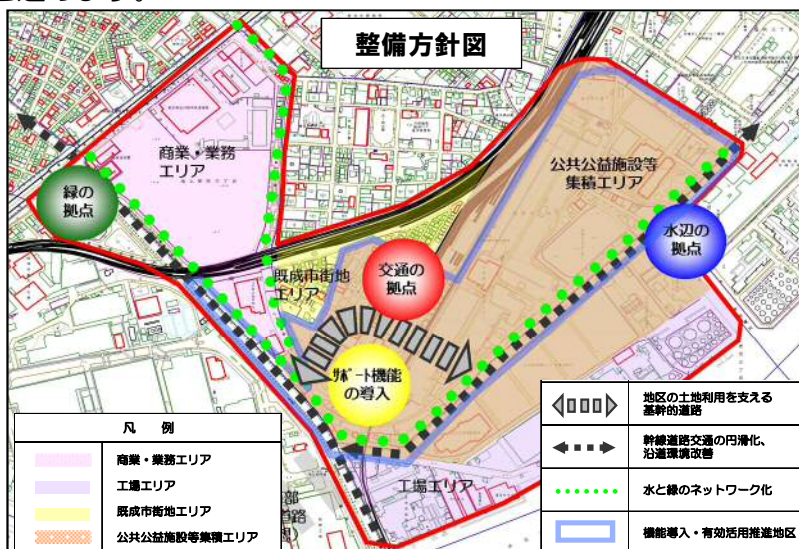 整備方針図
商業・業務
エリア
公共公益施設等
集積エリア
緑の
拠点
水辺の
拠点
既成市街地
エリア
交通の
拠点
ｻﾎﾟｰﾄ機能
の導入
工場エリア
凡 例
商業・業務エリア
工場エリア
既成市街地エリア
公共公益施設等集積エリア
地区の土地利用を支える
基幹的道路
幹線道路交通の円滑化、
沿道環境改善
水と緑のネットワーク化
機能導入・有効活用推進地区